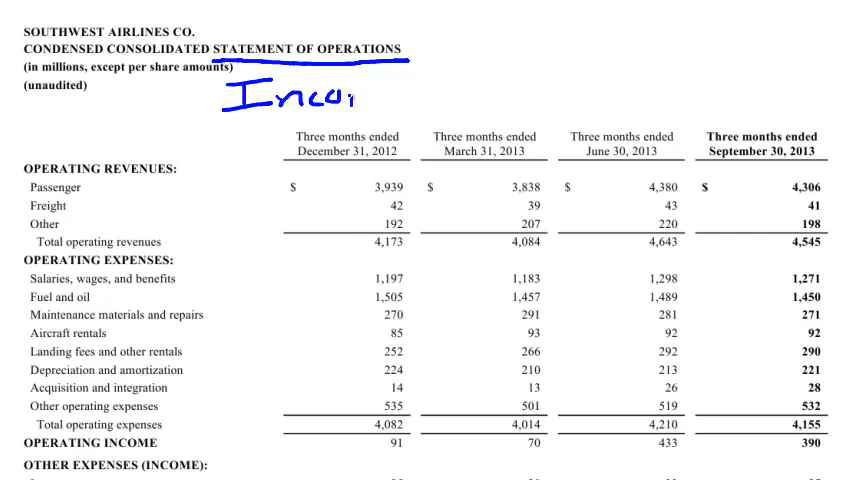 SOUTHWEST AIRLINES CO.
CONDENSED CONSOLIDATED STATEMENT OF OPERATIONS
(in millions, except per share amounts)
(unaudited)
Inco
Three months ended December 31, 2012 Three months ended March 31, 2013 Three months ended June 30, 2013 Three months ended September 30, 2013
OPERATING REVENUES:
Passenger $ 3,939 $ 3,838 $ 4,380 $ 4,306
Freight 42 39 43 41
Other 192 207 220 198
Total operating revenues 4,173 4,084 4,643 4,545
OPERATING EXPENSES:
Salaries, wages, and benefits 1,197 1,183 1,298 1,271
Fuel and oil 1,505 1,457 1,489 1,450
Maintenance materials and repairs 270 291 281 271
Aircraft rentals 85 93 92 92
Landing fees and other rentals 252 266 292 290
Depreciation and amortization 224 210 213 221
Acquisition and integration 14 13 26 28
Other operating expenses 535 501 519 532
Total operating expenses 4,082 4,014 4,210 4,155
OPERATING INCOME 91 70 433 390
OTHER EXPENSES (INCOME):